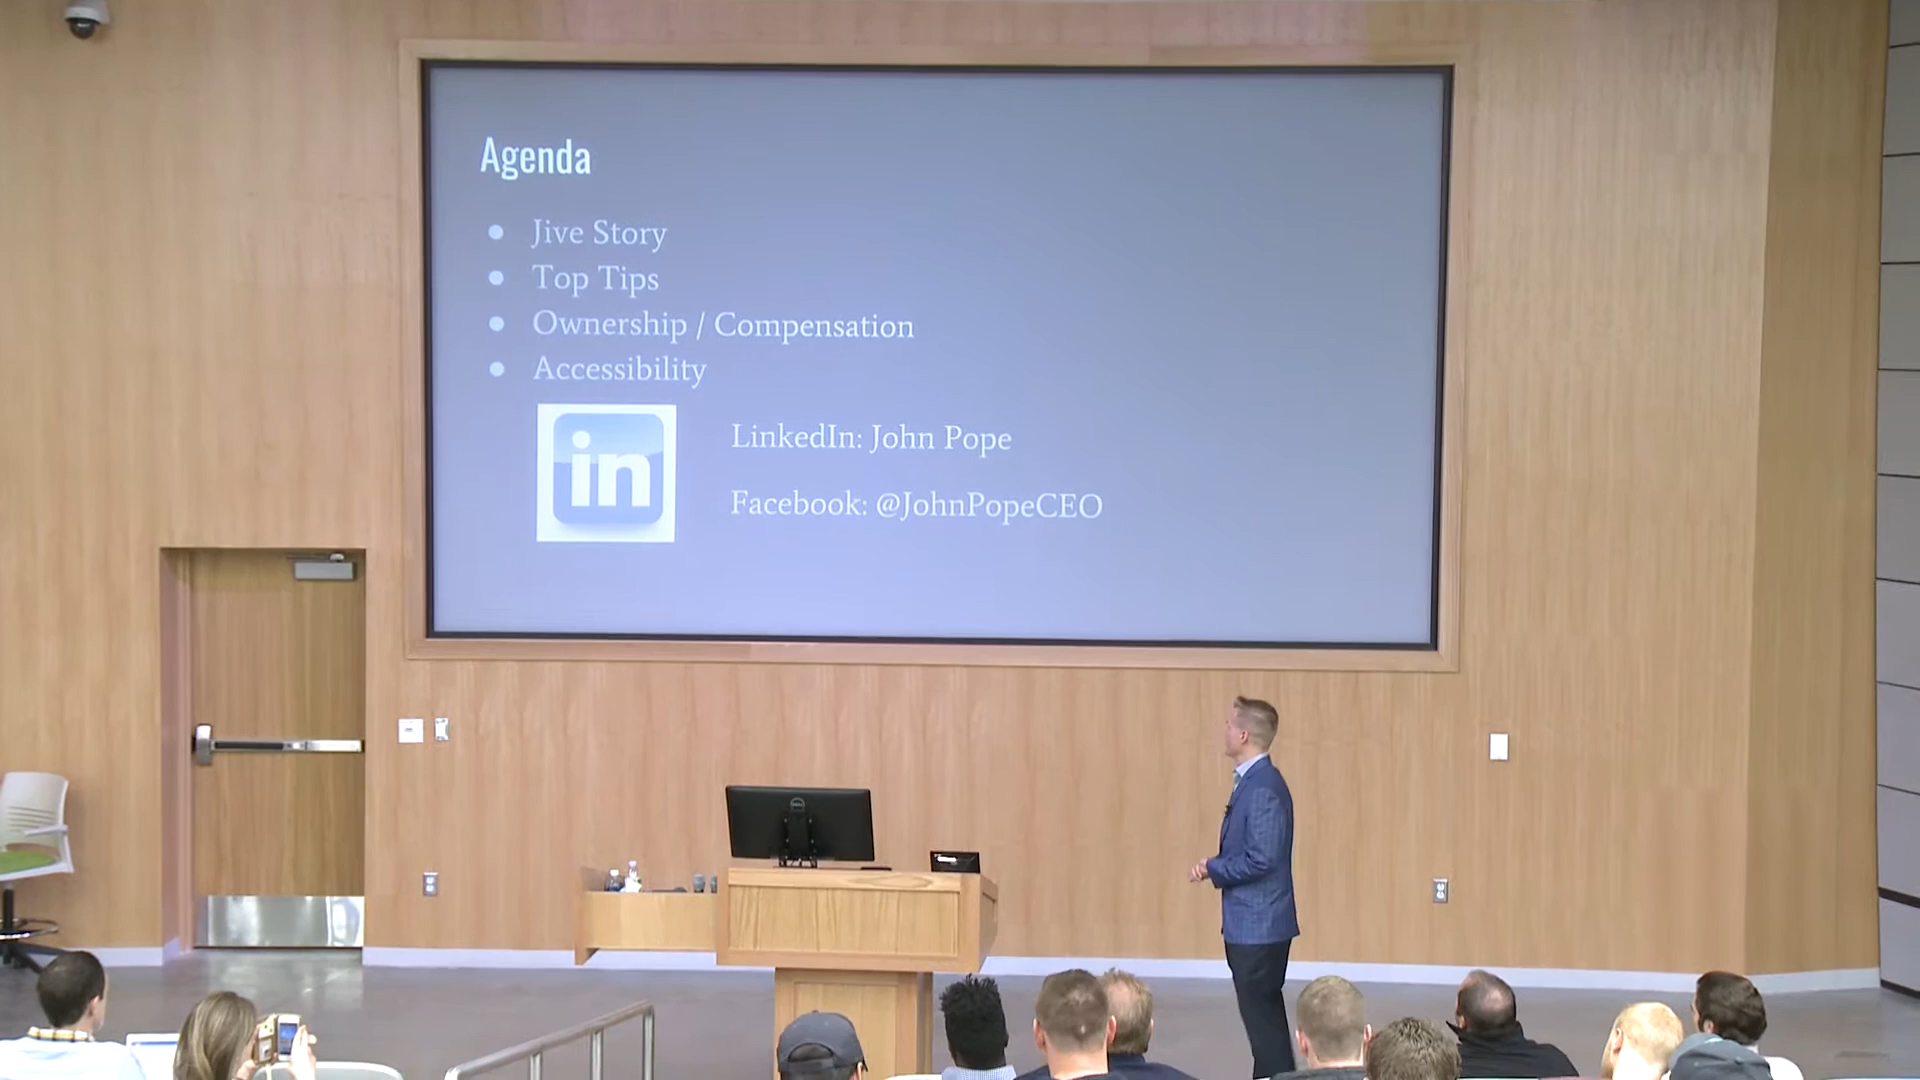 Agenda
● Jive Story
● Top Tips
● Ownership / Compensation
● Accessibility
in
LinkedIn: John Pope
Facebook: @JohnPopeCEO